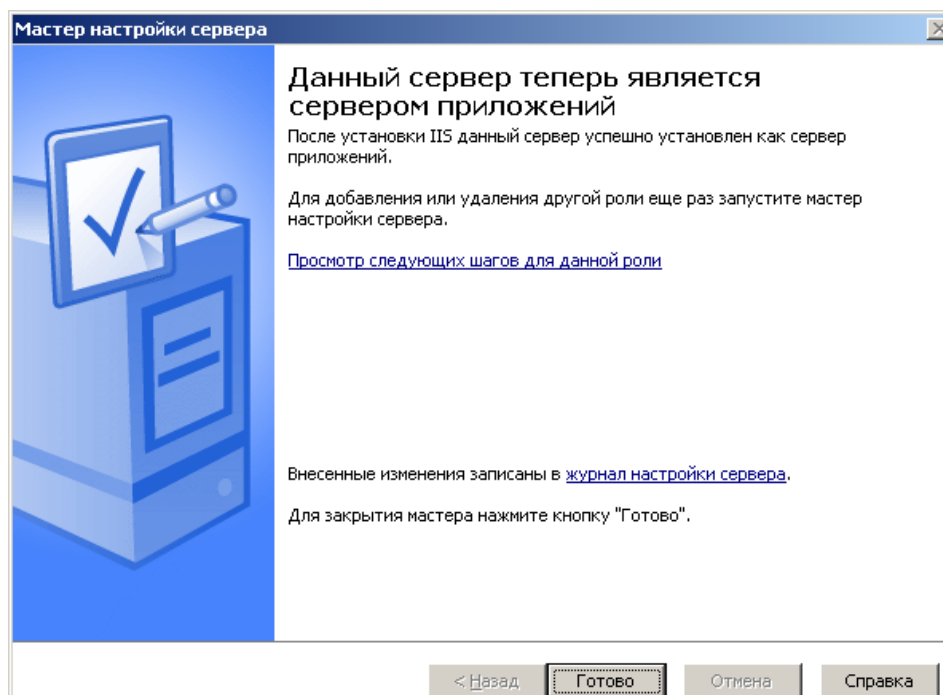 Мастер настройки сервера
Данный сервер теперь является
сервером приложений
После установки IIS данный сервер успешно установлен как сервер
приложений.
Для добавления или удаления другой роли еще раз запустите мастер
настройки сервера.
Просмотр следующих шагов для данной роли
Внесенные изменения записаны в журнал настройки сервера.
Для закрытия мастера нажмите кнопку "Готово".
< Назад Готово Отмена Справка